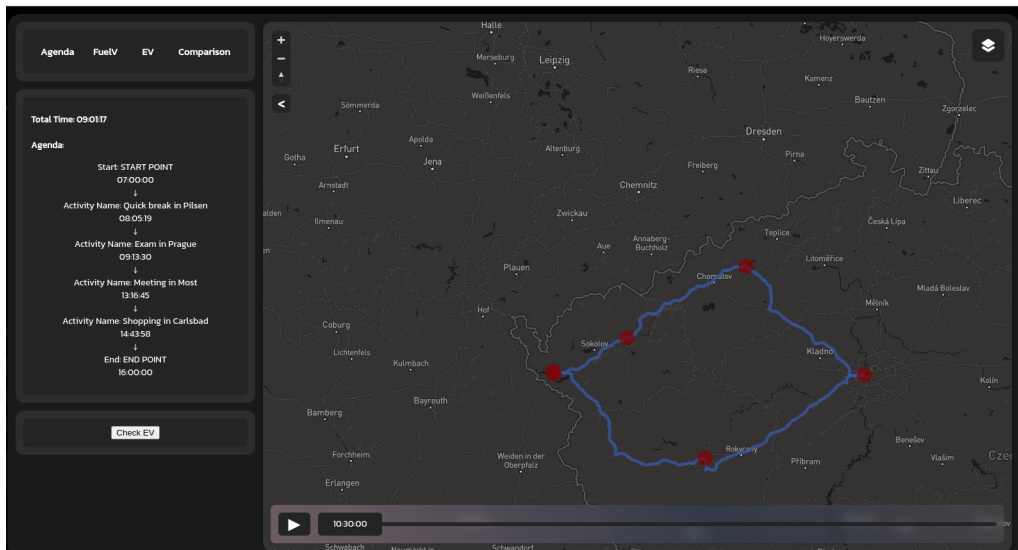 Agenda FuelV EV Comparison
Total Time: 09:01:17
Agenda:
Start: START POINT
07:00:00
↓
Activity Name: Quick break in Pilsen
08:05:19
↓
Activity Name: Exam in Prague
09:13:30
↓
Activity Name: Meeting in Most
13:16:45
↓
Activity Name: Shopping in Carlsbad
14:43:58
↓
End: END POINT
16:00:00
Check EV
+
−
▲
<
Halle
Hoyerswerda
Merseburg
Leipzig
Riesa
Kamenz
Weißenfels
Bautzen
Sömmerda
Zgorzelec
Dresden
Apolda
Erfurt
Altenburg
Pirna
Gotha
Jena
Freiberg
Zittau
Arnstadt
Chemnitz
Liberec
Zwickau
Ilmenau
Česká Lípa
Teplice
Annaberg-
Buchholz
Aue
Litoměřice
Plauen
Chomutov
Mladá Boleslav
Hof
Mělník
Coburg
Sokolov
Lichtenfels
Kladno
Kulmbach
Kolín
Bayreuth
Bamberg
Benešov
Rokycany
Forchheim
Weiden in der
Oberpfalz
Příbram
Vlašim
Czec
Erlangen
10:30:00
Schwabach
Neumarkt in
Schwandorf